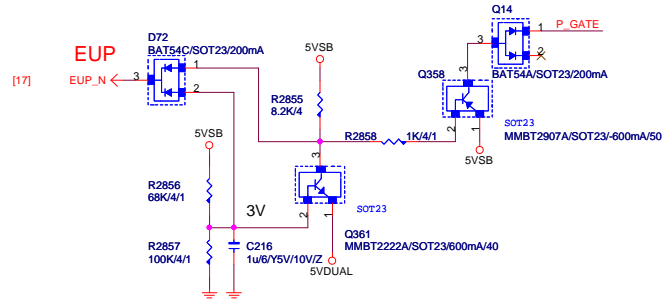 Q14
D72
P_GATE
1
EUP
BAT54C/SOT23/200mA
5VSB
3
2
1
Q358
BAT54A/SOT23/200mA
[17]
EUP_N
3
2
R2855
8.2K/4
SOT23
5VSB
R2858
1K/4/1
2
1
MMBT2907A/SOT23/-600mA/50
3
5VSB
R2856
68K/4/1
3V
SOT23
2
1
Q361
R2857
C216
MMBT2222A/SOT23/600mA/40
100K/4/1
1u/6/Y5V/10V/Z
5VDUAL